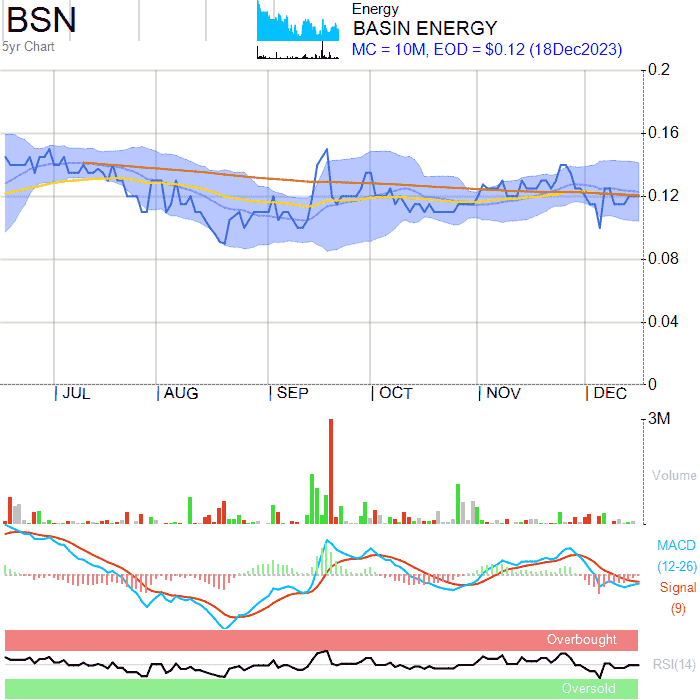 BSN
5yr Chart
Energy
BASIN ENERGY
MC = 10M, EOD = $0.12 (18Dec2023)
0.2
0.16
0.12
0.08
0.04
0
JUL AUG SEP OCT NOV DEC
3M
Volume
MACD
(12-26)
Signal
(9)
Overbought
RSI(14)
Oversold